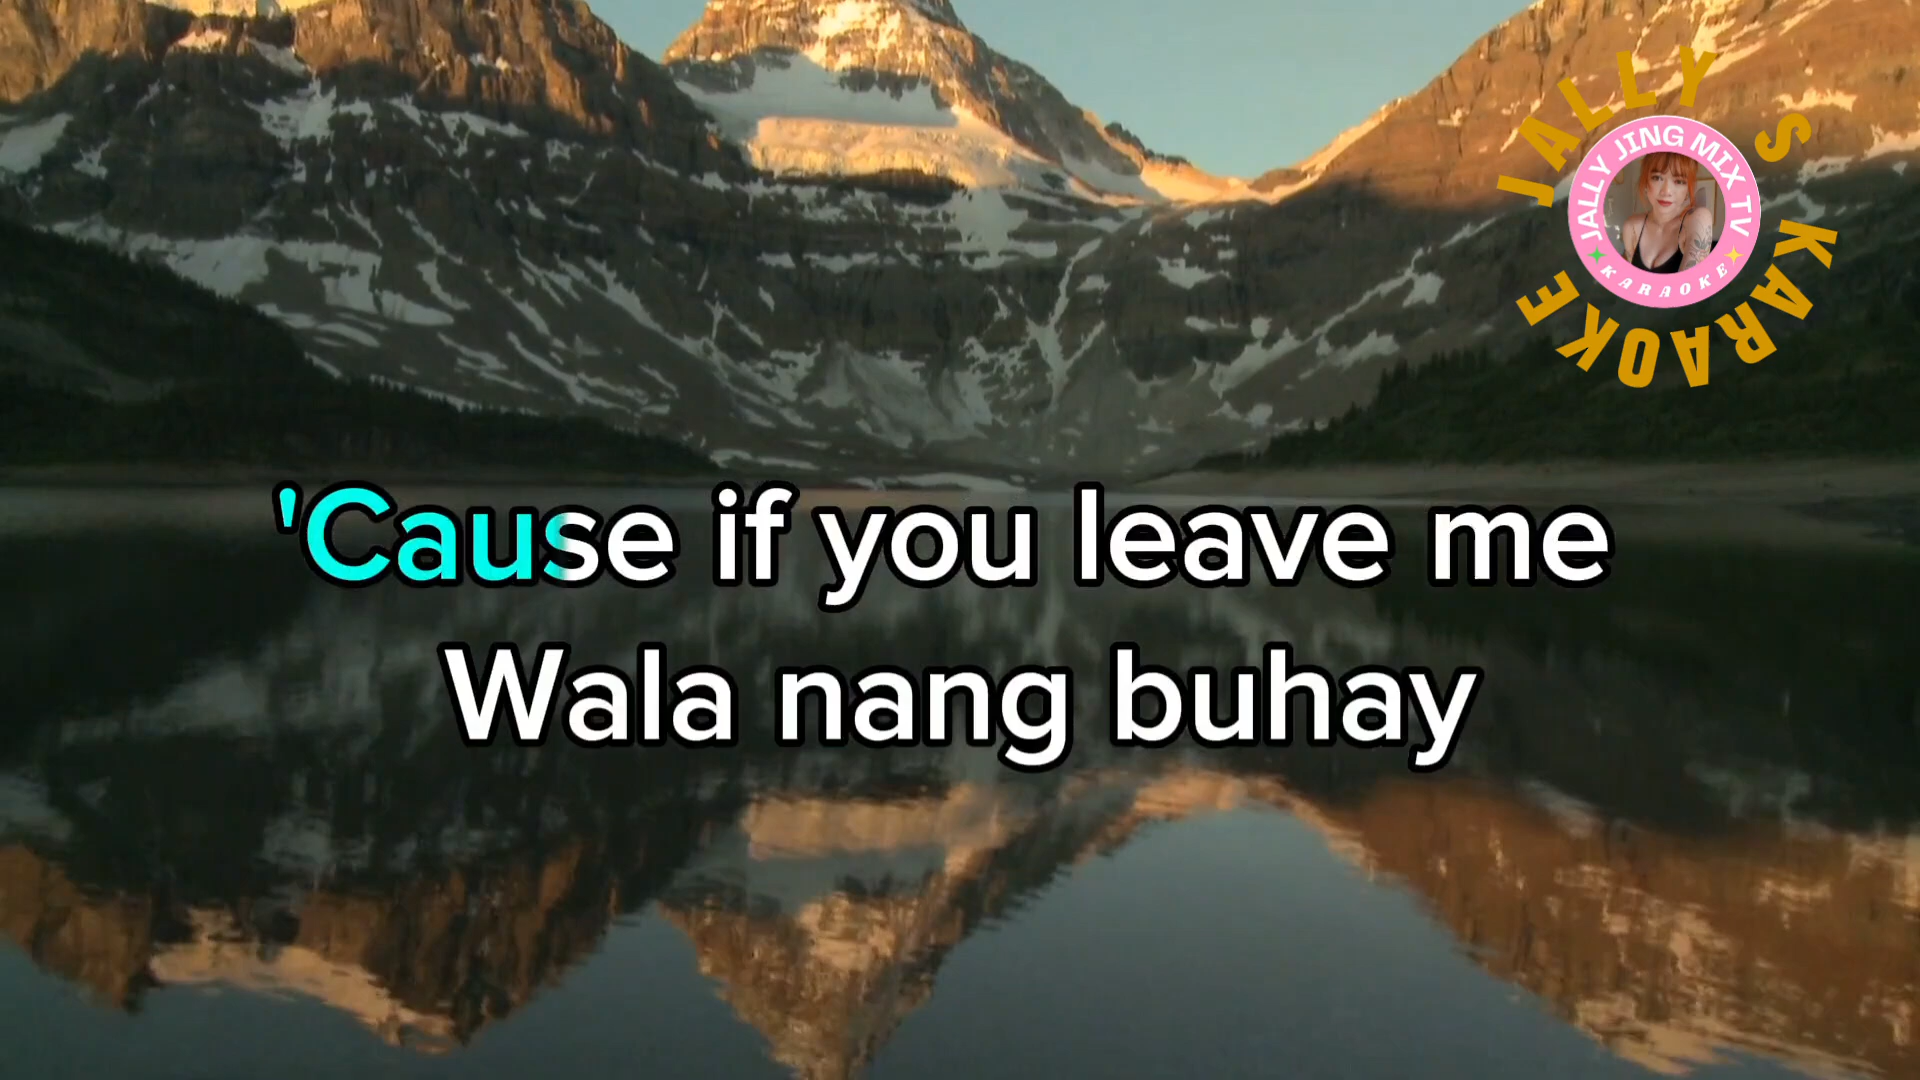 JALLY S KARAOKE
JALLY JING MIX TV
KARAOKE
'Cause if you leave me
Wala nang buhay